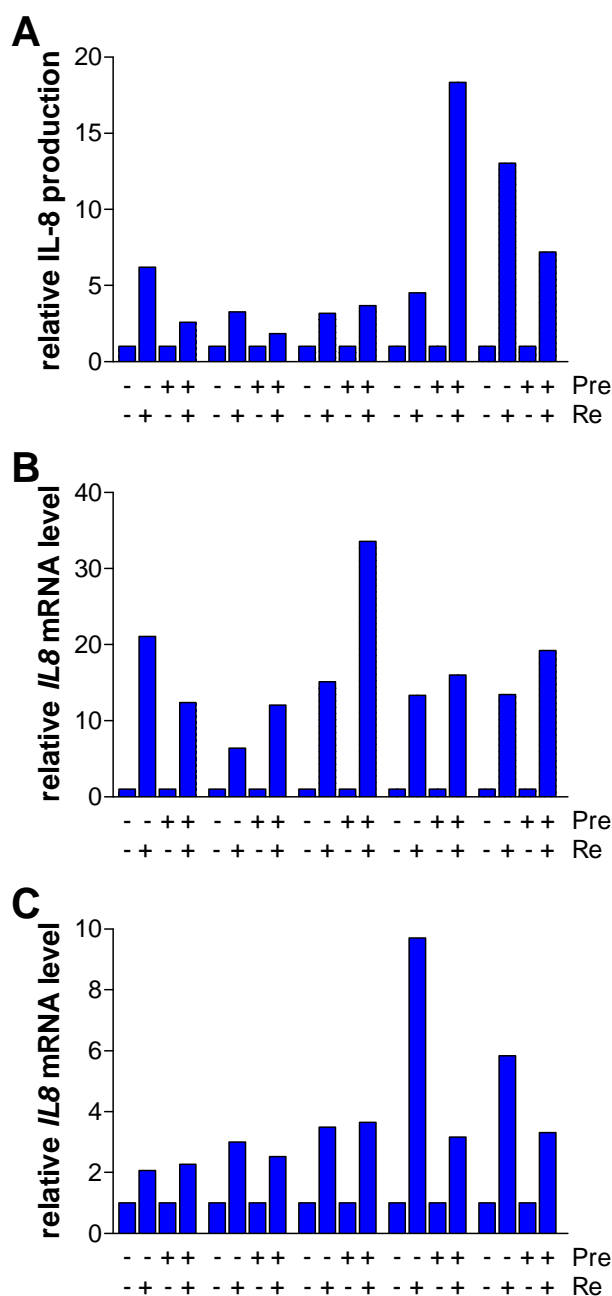 A
relative IL-8 production
20
15
10
5
0
- - + + - - + + - - + + - - + + - - + + Pre
- + - + - + - + - + - + - + - + - + - + Re
B
relative IL8 mRNA level
40
30
20
10
0
- - + + - - + + - - + + - - + + - - + + Pre
- + - + - + - + - + - + - + - + - + - + Re
C
relative IL8 mRNA level
10
8
6
4
2
0
- - + + - - + + - - + + - - + + - - + + Pre
- + - + - + - + - + - + - + - + - + - + Re